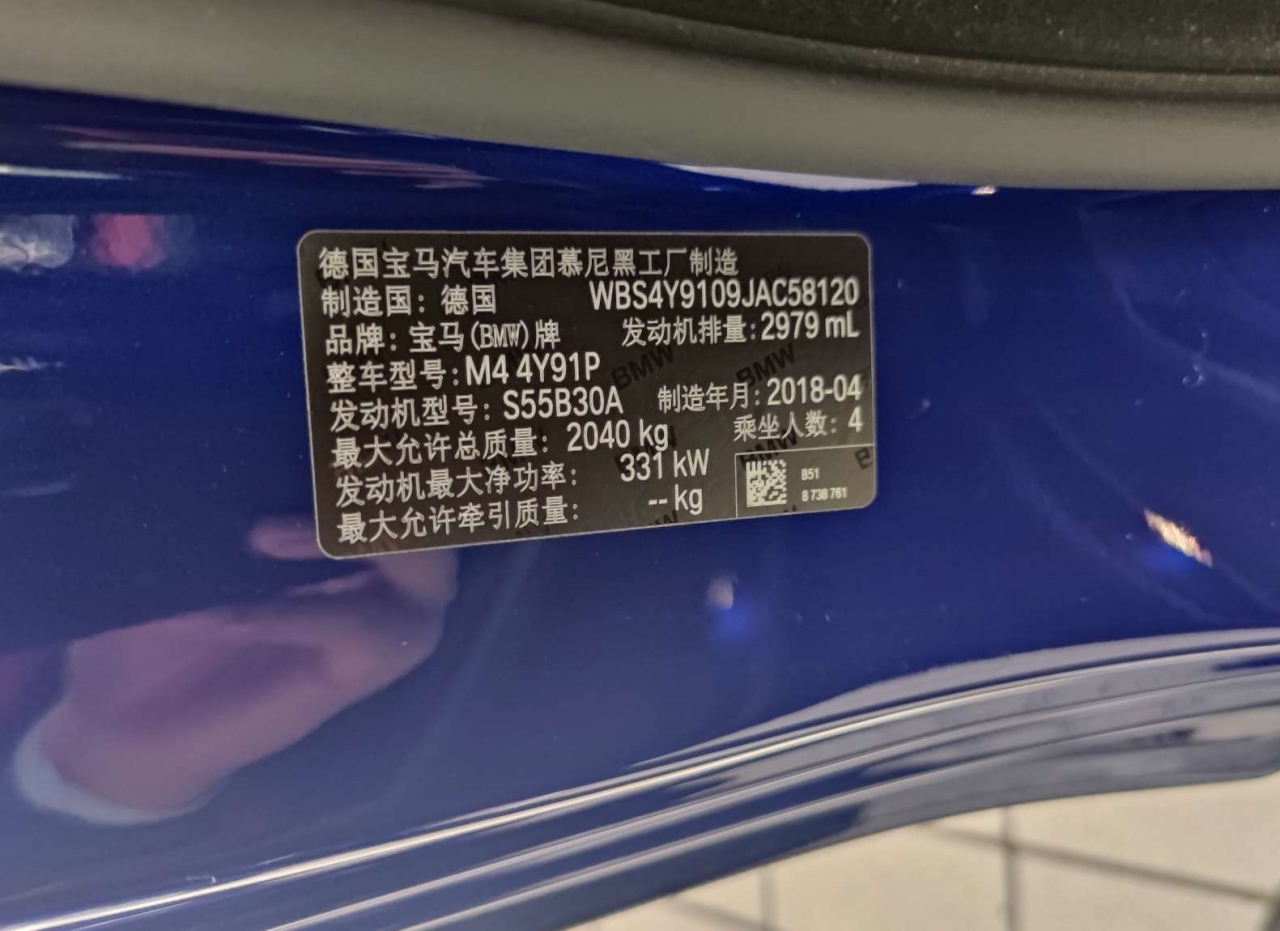 德国宝马汽车集团慕尼黑工厂制造
制造国：德国 WBS4Y9109JAC58120
品牌：宝马(BMW)牌 发动机排量：2979 mL
整车型号：M4 4Y91P
发动机型号：S55B30A 制造年月：2018-04
最大允许总质量：2040 kg 乘坐人数：4
发动机最大净功率：331 kW
最大允许牵引质量：-- kg
B51
8 738 761